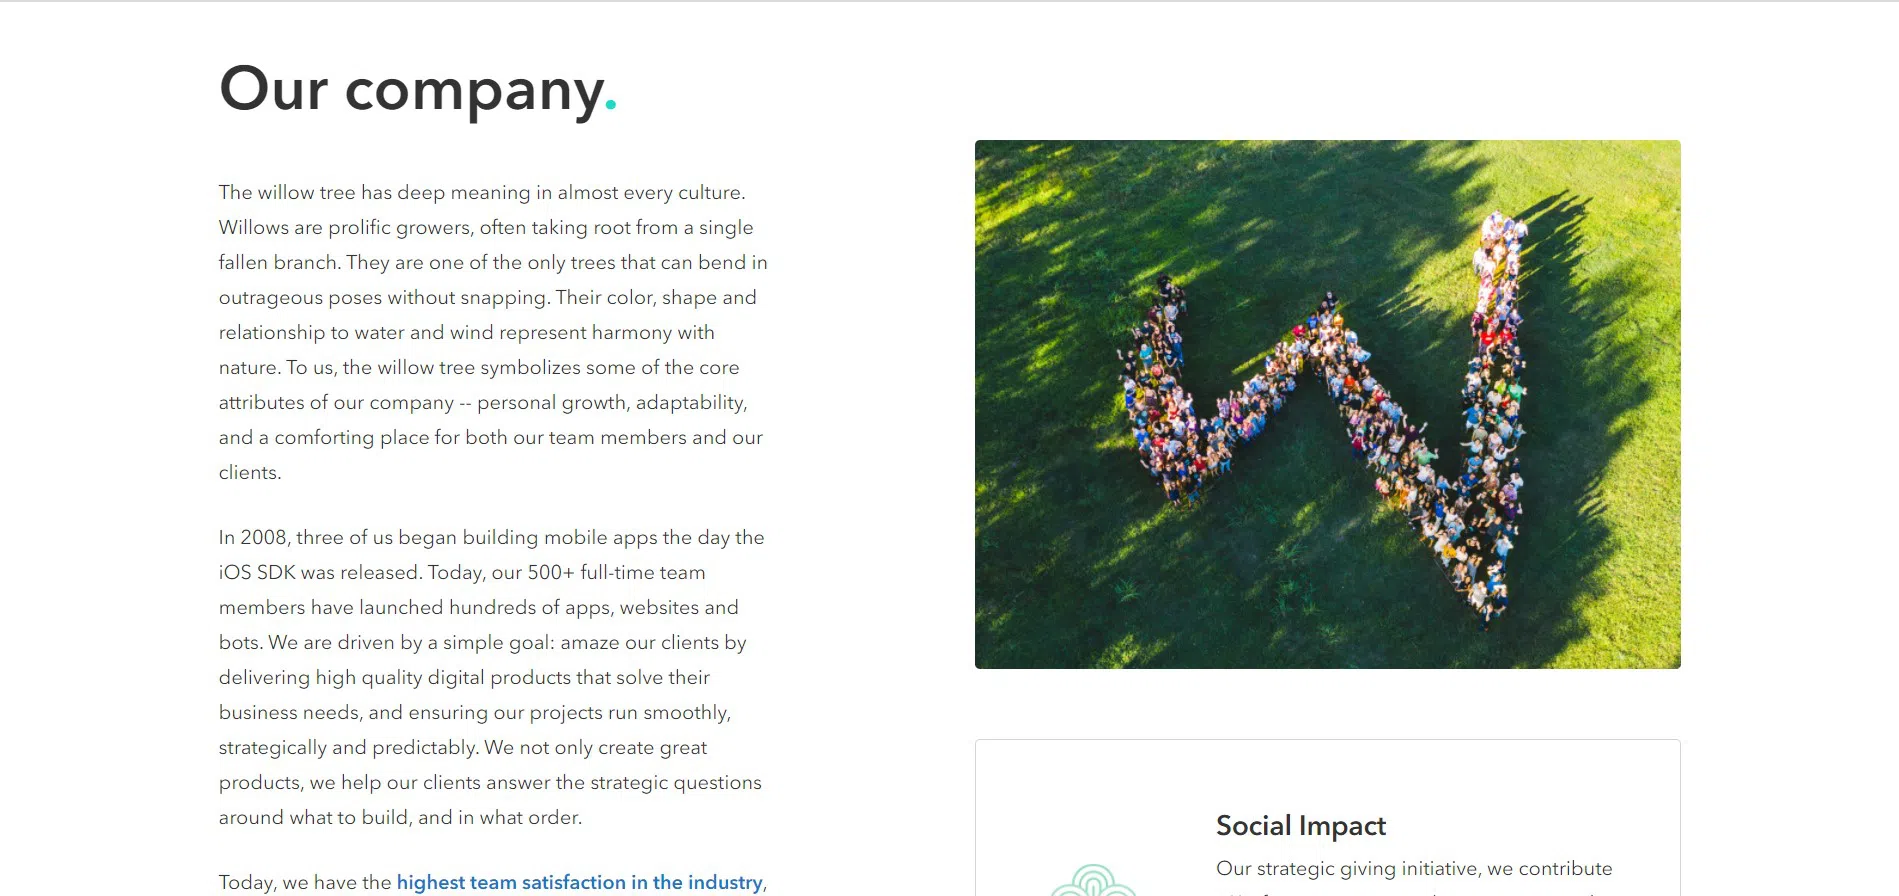 Our company.
The willow tree has deep meaning in almost every culture.
Willows are prolific growers, often taking root from a single
fallen branch. They are one of the only trees that can bend in
outrageous poses without snapping. Their color, shape and
relationship to water and wind represent harmony with
nature. To us, the willow tree symbolizes some of the core
attributes of our company -- personal growth, adaptability,
and a comforting place for both our team members and our
clients.
In 2008, three of us began building mobile apps the day the
iOS SDK was released. Today, our 500+ full-time team
members have launched hundreds of apps, websites and
bots. We are driven by a simple goal: amaze our clients by
delivering high quality digital products that solve their
business needs, and ensuring our projects run smoothly,
strategically and predictably. We not only create great
products, we help our clients answer the strategic questions
around what to build, and in what order.
Today, we have the highest team satisfaction in the industry,
W
Social Impact
Our strategic giving initiative, we contribute